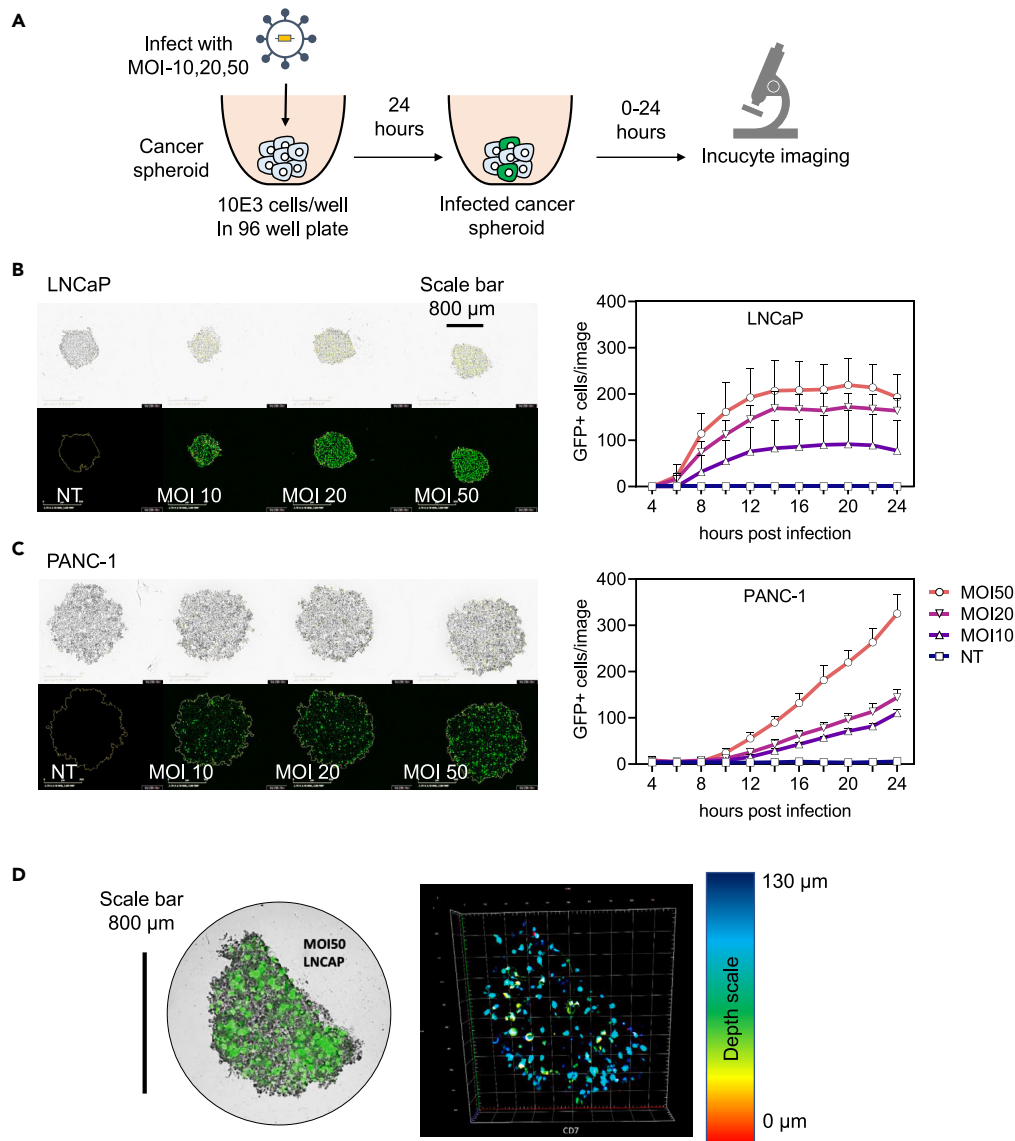 A
Infect with
MOI-10,20,50
Cancer
spheroid
10E3 cells/well
In 96 well plate
24
hours
Infected cancer
spheroid
0-24
hours
Incucyte imaging
B
LNCaP
Scale bar
800 μm
NT
MOI 10
MOI 20
MOI 50
LNCaP
GFP+ cells/image
400
300
200
100
0
4 8 12 16 20 24
hours post infection
C
PANC-1
NT
MOI 10
MOI 20
MOI 50
PANC-1
GFP+ cells/image
400
300
200
100
0
4 8 12 16 20 24
hours post infection
MOI50
MOI20
MOI10
NT
D
Scale bar
800 μm
MOI50
LNCAP
CD7
130 μm
Depth scale
0 μm